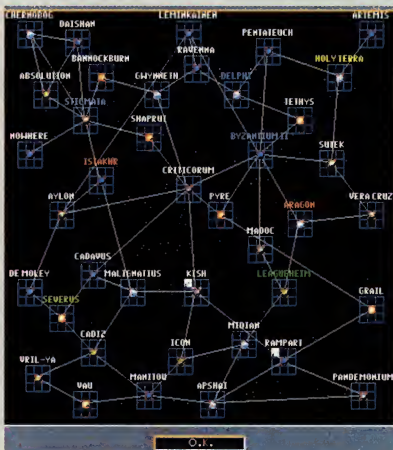 CHERNOBOG LEMINKAINEN ARTEMIS
DAISHAN
PENTATEUCH
BANNOCKBURN RAVENNA
HOLY TERRA
ABSOLUTION GWYNNETH DELPHI
STIGMATA TETHYS
SHAPRUT
NOWHERE BYZANTIUM II SUTEK
ISTAKHR
CRITICORUM
AYLON PYRE ARAGON VERA CRUZ
MADOC
CADAVUS
DE MOLEY MALIGNATIUS KISH LEAGUEHEIM
SEVERUS GRAIL
CADIZ ICON MIDIAN
VRIL-YA RAMPART
VAU MANITOU APSHAI PANDEMONIUM
O.K.